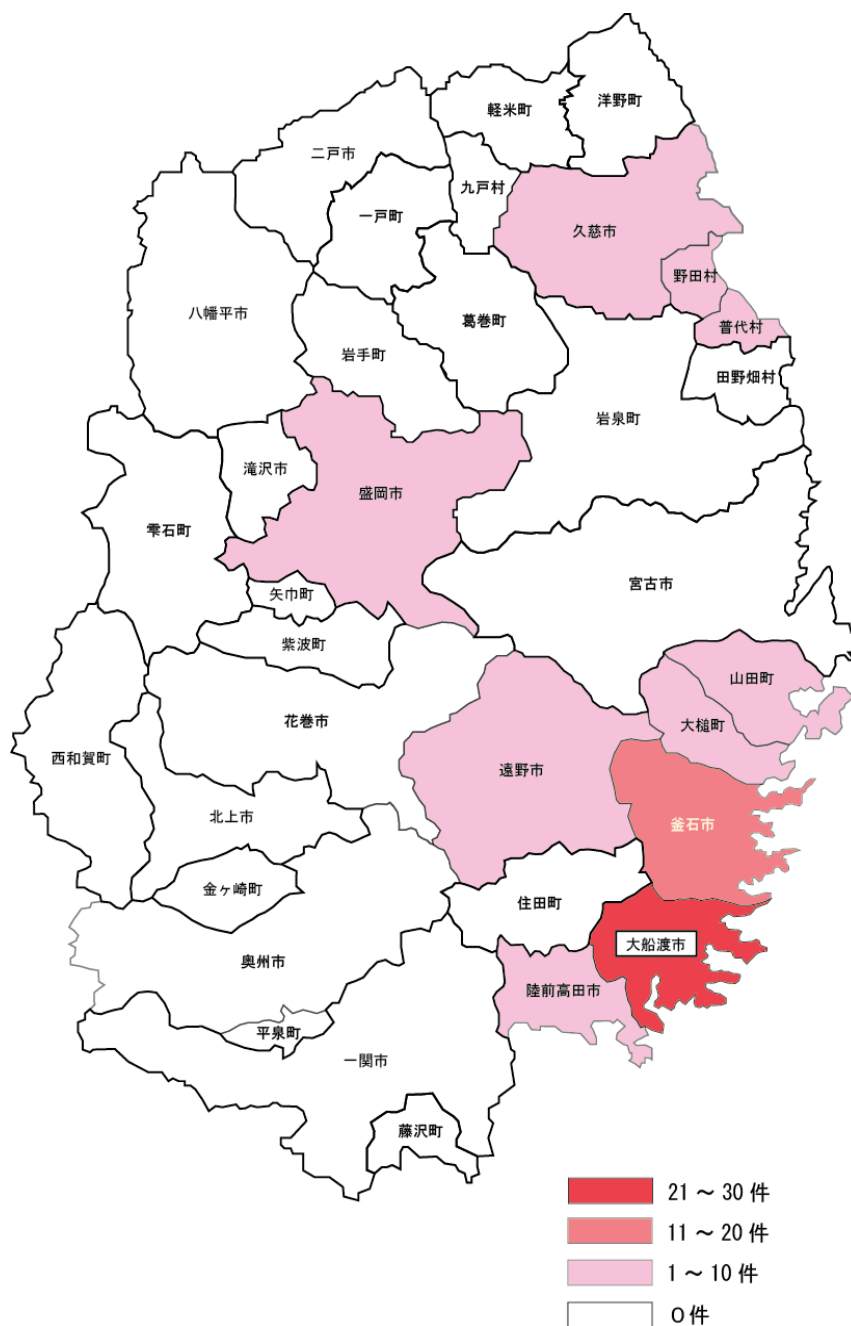 洋野町
軽米町
二戸市
九戸村
一戸町
久慈市
野田村
八幡平市
葛巻町
普代村
岩手町
田野畑村
岩泉町
滝沢市
盛岡市
雫石町
宮古市
矢巾町
紫波町
山田町
花巻市
大槌町
西和賀町
遠野市
北上市
釜石市
金ヶ崎町
住田町
大船渡市
奥州市
陸前高田市
平泉町
一関市
藤沢町
21 ～ 30 件
11 ～ 20 件
1 ～ 10 件
0 件